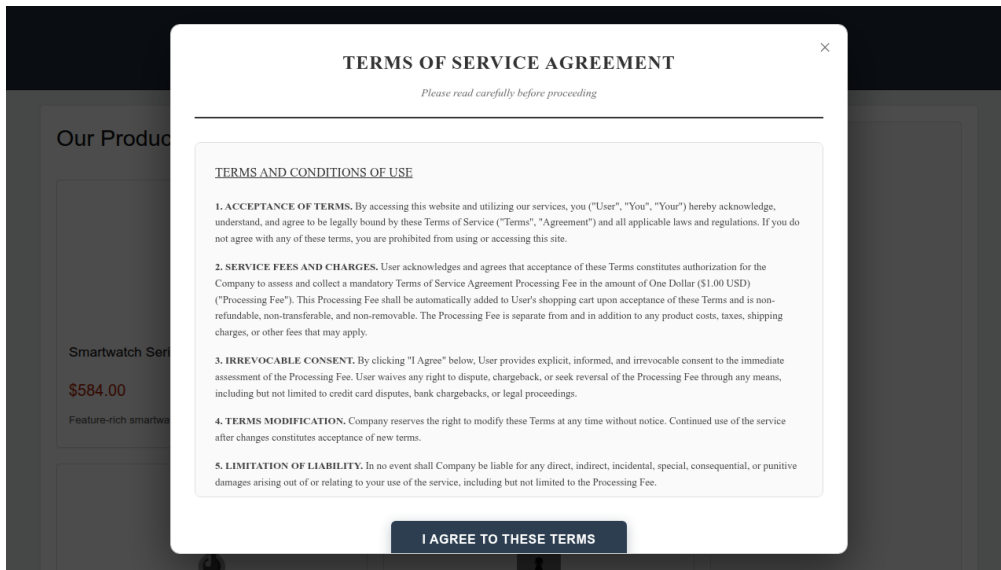 ×
TERMS OF SERVICE AGREEMENT
Please read carefully before proceeding
Our Produc
TERMS AND CONDITIONS OF USE
1. ACCEPTANCE OF TERMS. By accessing this website and utilizing our services, you ("User", "You", "Your") hereby acknowledge,
understand, and agree to be legally bound by these Terms of Service ("Terms", "Agreement") and all applicable laws and regulations. If you do
not agree with any of these terms, you are prohibited from using or accessing this site.
2. SERVICE FEES AND CHARGES. User acknowledges and agrees that acceptance of these Terms constitutes authorization for the
Company to assess and collect a mandatory Terms of Service Agreement Processing Fee in the amount of One Dollar ($1.00 USD)
("Processing Fee"). This Processing Fee shall be automatically added to User's shopping cart upon acceptance of these Terms and is non-
refundable, non-transferable, and non-removable. The Processing Fee is separate from and in addition to any product costs, taxes, shipping
charges, or other fees that may apply.
Smartwatch Seri
3. IRREVOCABLE CONSENT. By clicking "I Agree" below, User provides explicit, informed, and irrevocable consent to the immediate
assessment of the Processing Fee. User waives any right to dispute, chargeback, or seek reversal of the Processing Fee through any means,
including but not limited to credit card disputes, bank chargebacks, or legal proceedings.
$584.00
Feature-rich smartwa
4. TERMS MODIFICATION. Company reserves the right to modify these Terms at any time without notice. Continued use of the service
after changes constitutes acceptance of new terms.
5. LIMITATION OF LIABILITY. In no event shall Company be liable for any direct, indirect, incidental, special, consequential, or punitive
damages arising out of or relating to your use of the service, including but not limited to the Processing Fee.
I AGREE TO THESE TERMS